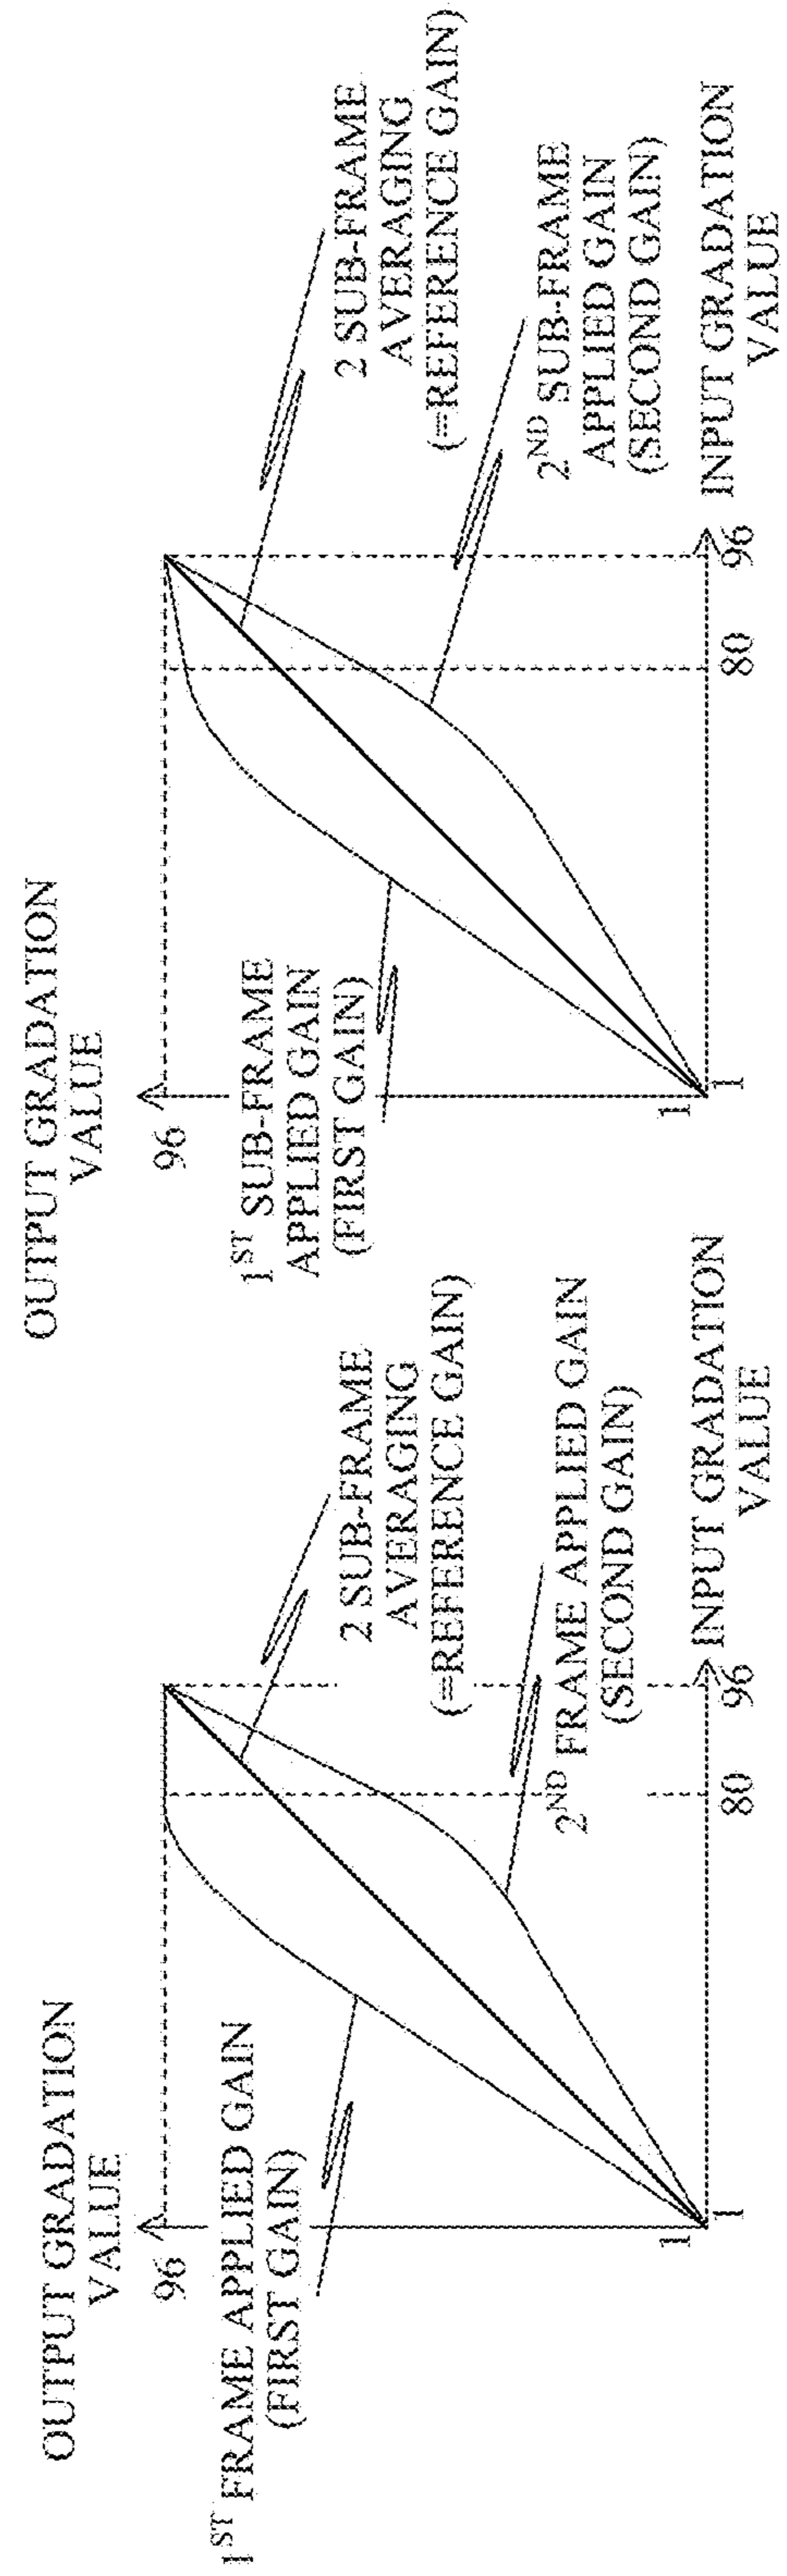 OUTPUT GRADATION
VALUE
96
1ST FRAME APPLIED GAIN
(FIRST GAIN)
2 SUB-FRAME
AVERAGING
(=REFERENCE GAIN)
2ND FRAME APPLIED GAIN
(SECOND GAIN)
1
1
80
96
INPUT GRADATION
VALUE
OUTPUT GRADATION
VALUE
96
1ST SUB-FRAME
APPLIED GAIN
(FIRST GAIN)
2 SUB-FRAME
AVERAGING
(=REFERENCE GAIN)
2ND SUB-FRAME
APPLIED GAIN
(SECOND GAIN)
1
1
80
96
INPUT GRADATION
VALUE